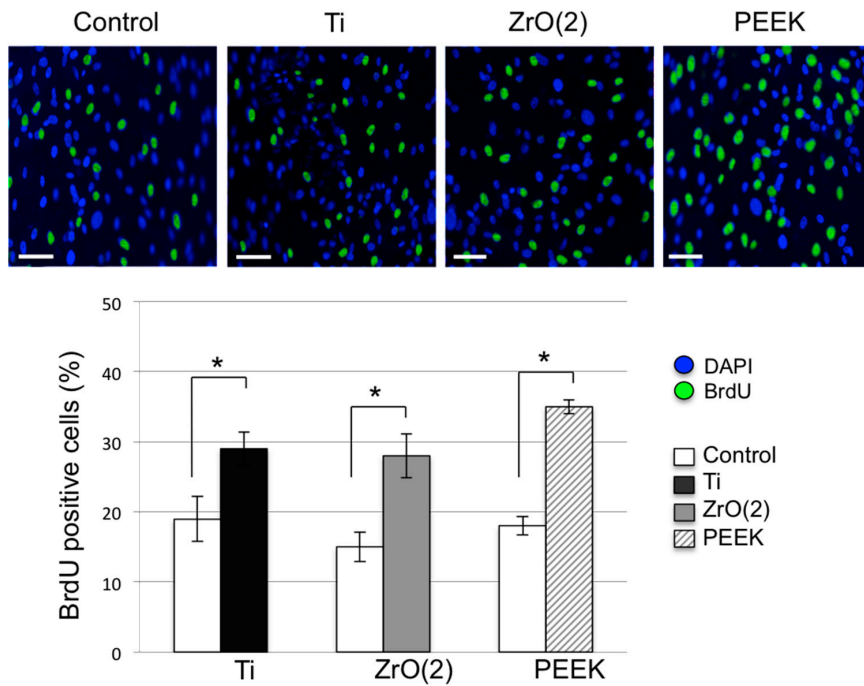 Control Ti ZrO(2) PEEK
50
40
30
20
10
0
BrdU positive cells (%)
* * *
Ti ZrO(2) PEEK
DAPI
BrdU
Control
Ti
ZrO(2)
PEEK